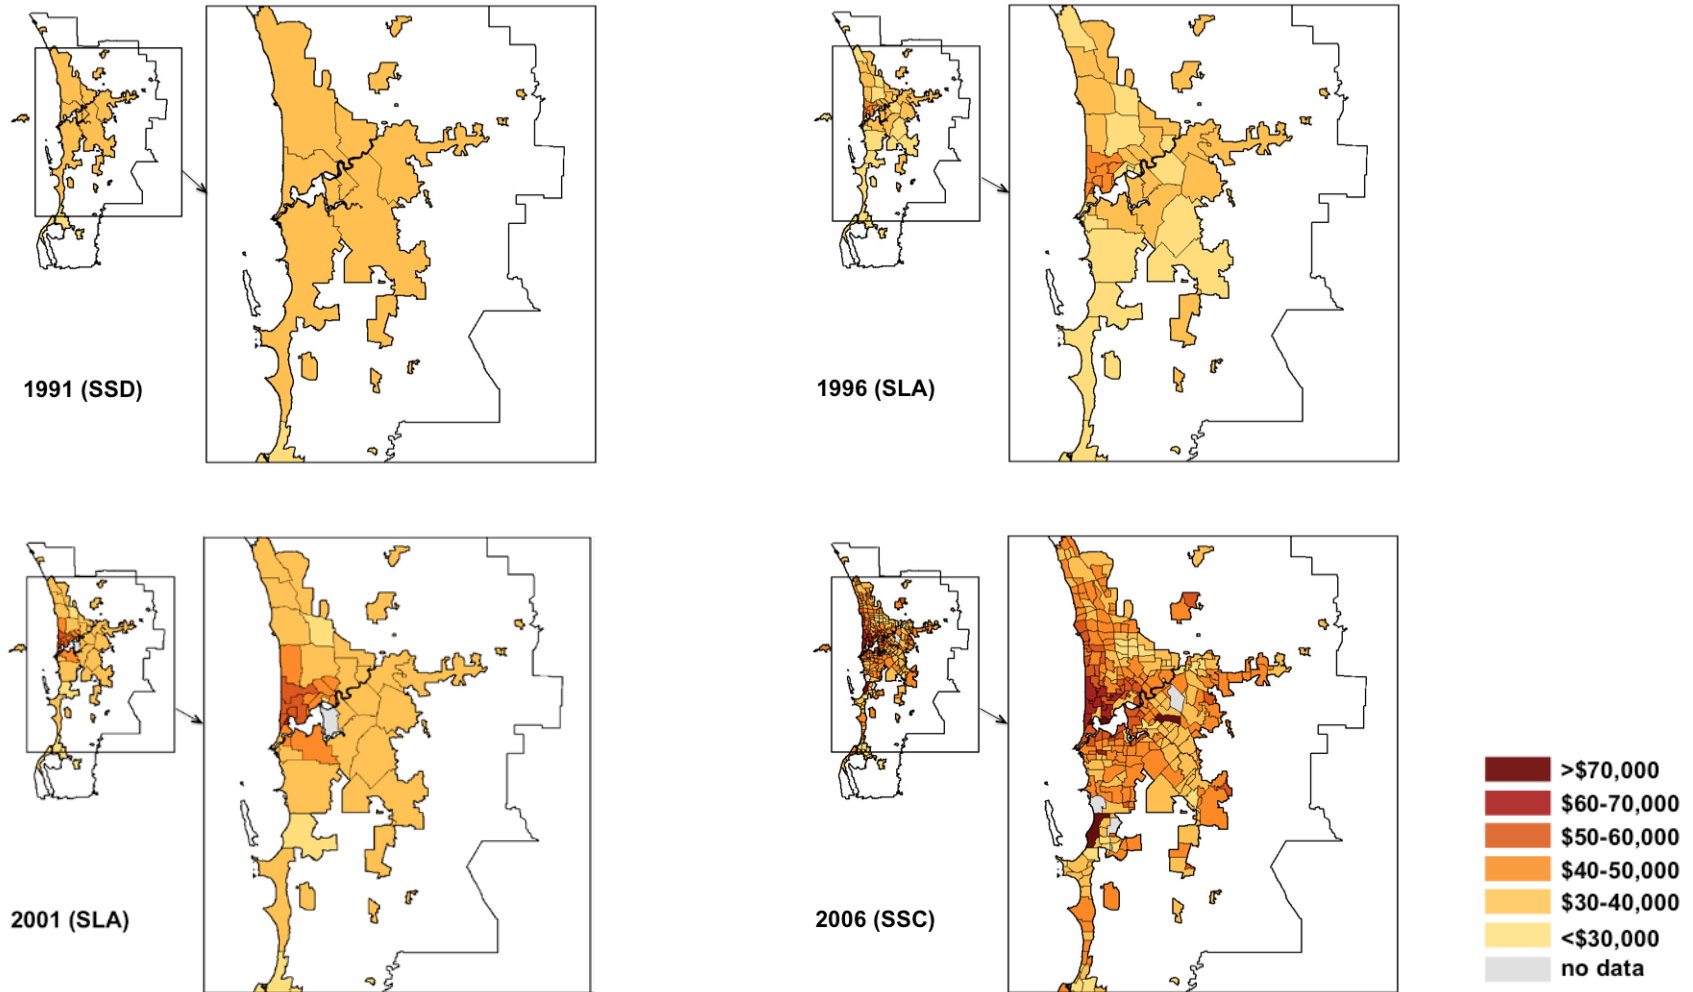 1991 (SSD)
1996 (SLA)
2001 (SLA)
2006 (SSC)
>$70,000
$60-70,000
$50-60,000
$40-50,000
$30-40,000
<$30,000
no data